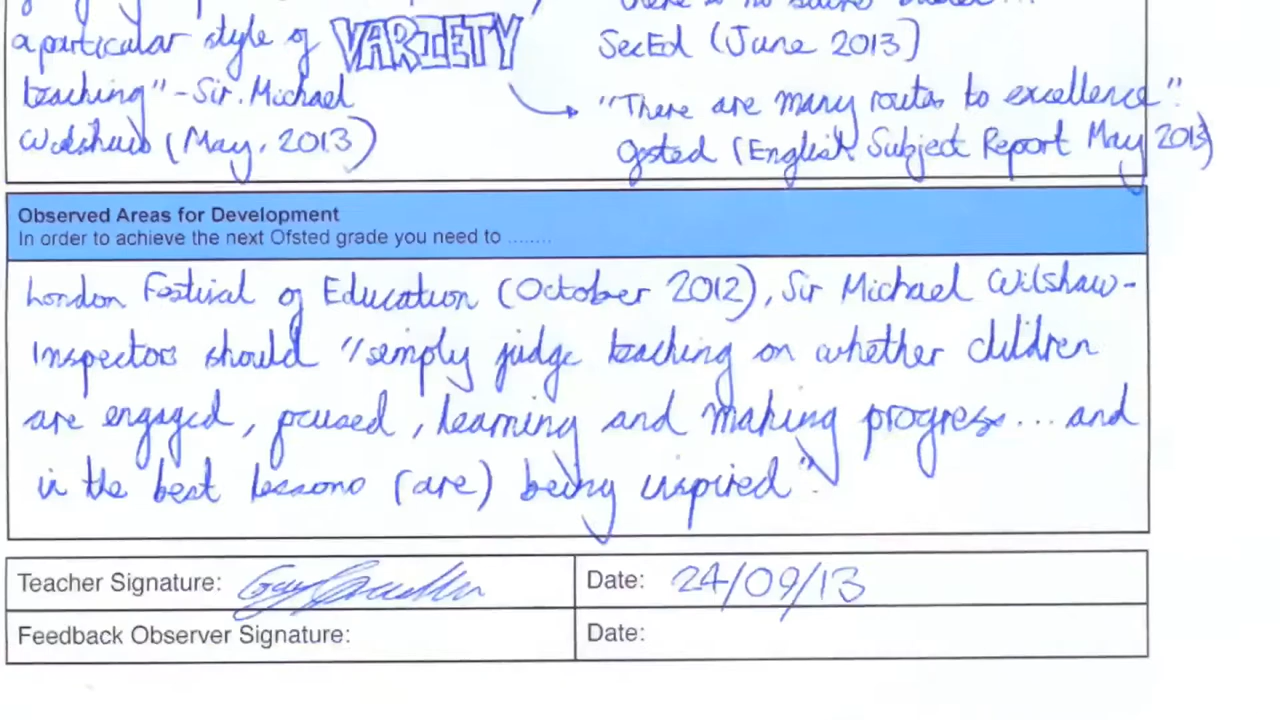 a particular style of VARIETY
teaching" - Sir. Michael
Wilshaw (May, 2013)
SecEd (June 2013)
"There are many routes to excellence".
Ofsted (English Subject Report May 2013)
Observed Areas for Development
In order to achieve the next Ofsted grade you need to ........
London Festival of Education (October 2012), Sir Michael Wilshaw -
Inspectors should "simply judge teaching on whether children
are engaged, focused, learning and making progress... and
in the best lessons (are) being inspired".
Teacher Signature:
Date: 24/09/13
Feedback Observer Signature:
Date: